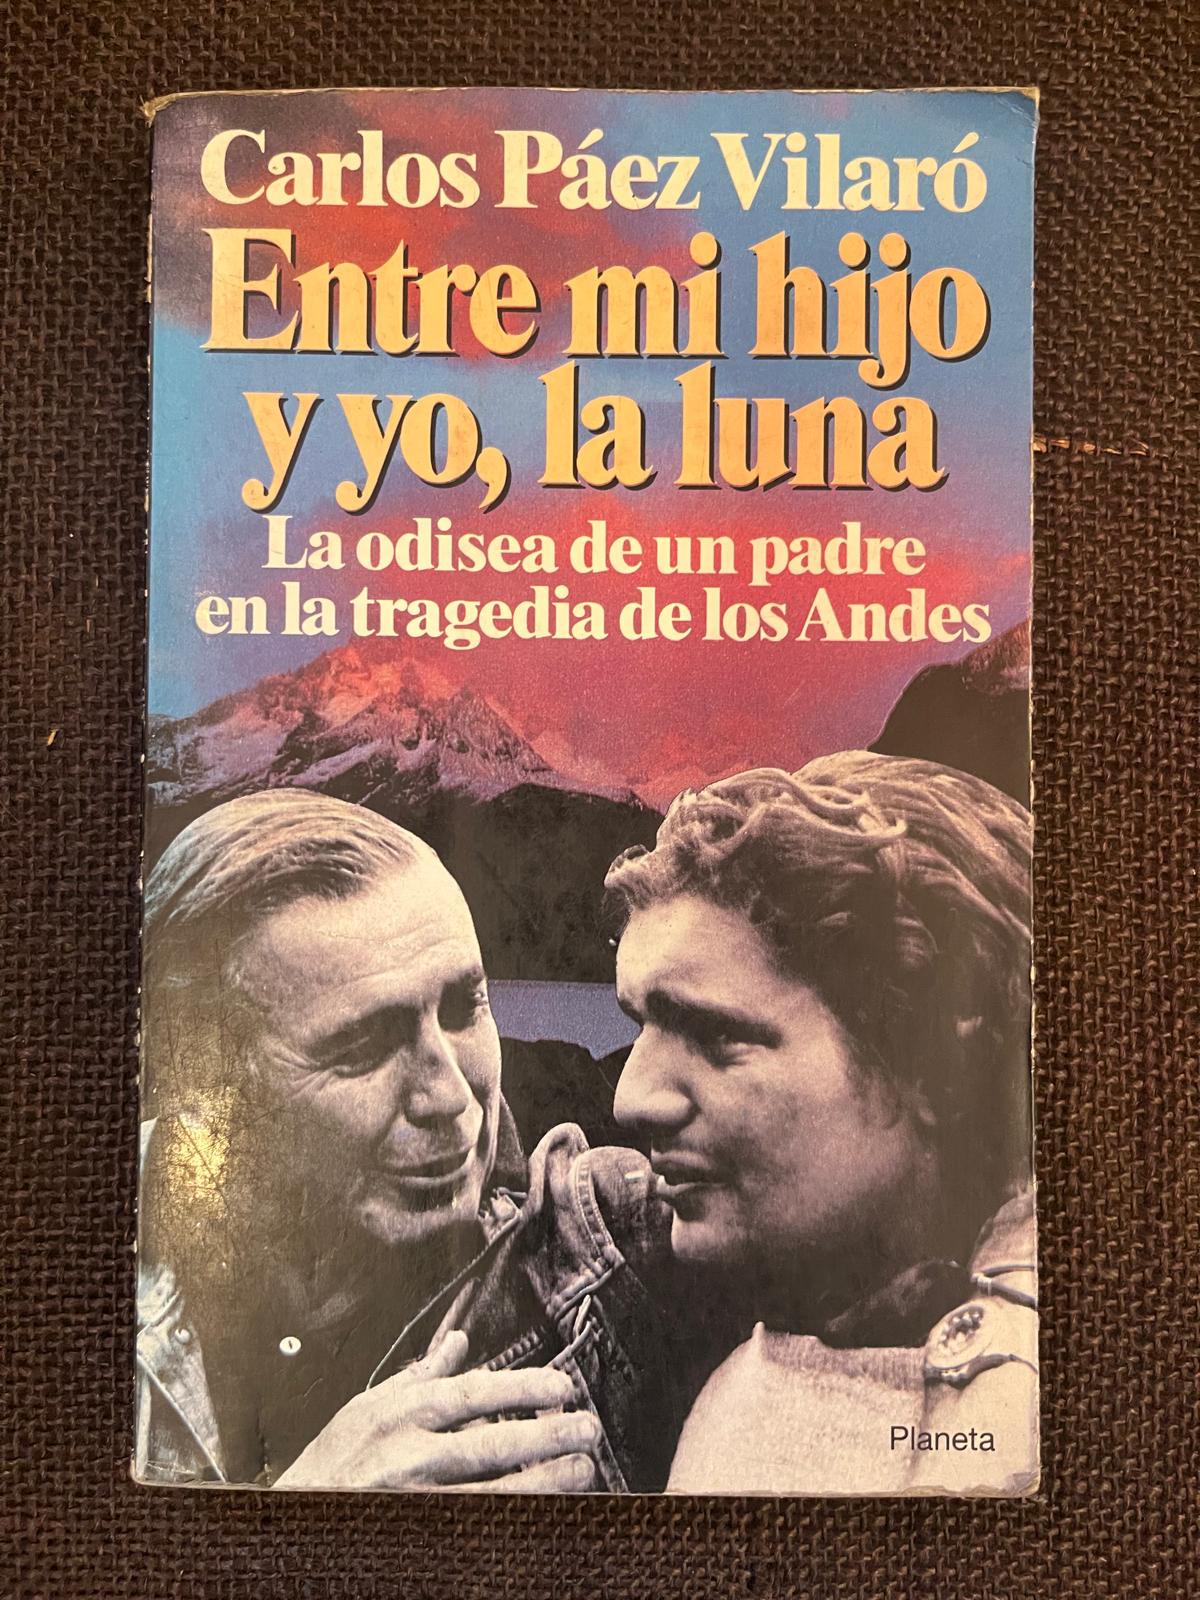 Carlos Páez Vilaró
Entre mi hijo
y yo, la luna
La odisea de un padre
en la tragedia de los Andes
Planeta